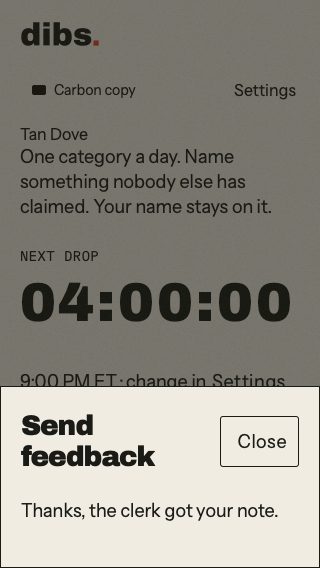 dibs.
Carbon copy
Settings
Tan Dove
One category a day. Name
something nobody else has
claimed. Your name stays on it.
NEXT DROP
04:00:00
9:00 PM ET · change in Settings
Send
feedback
Close
Thanks, the clerk got your note.